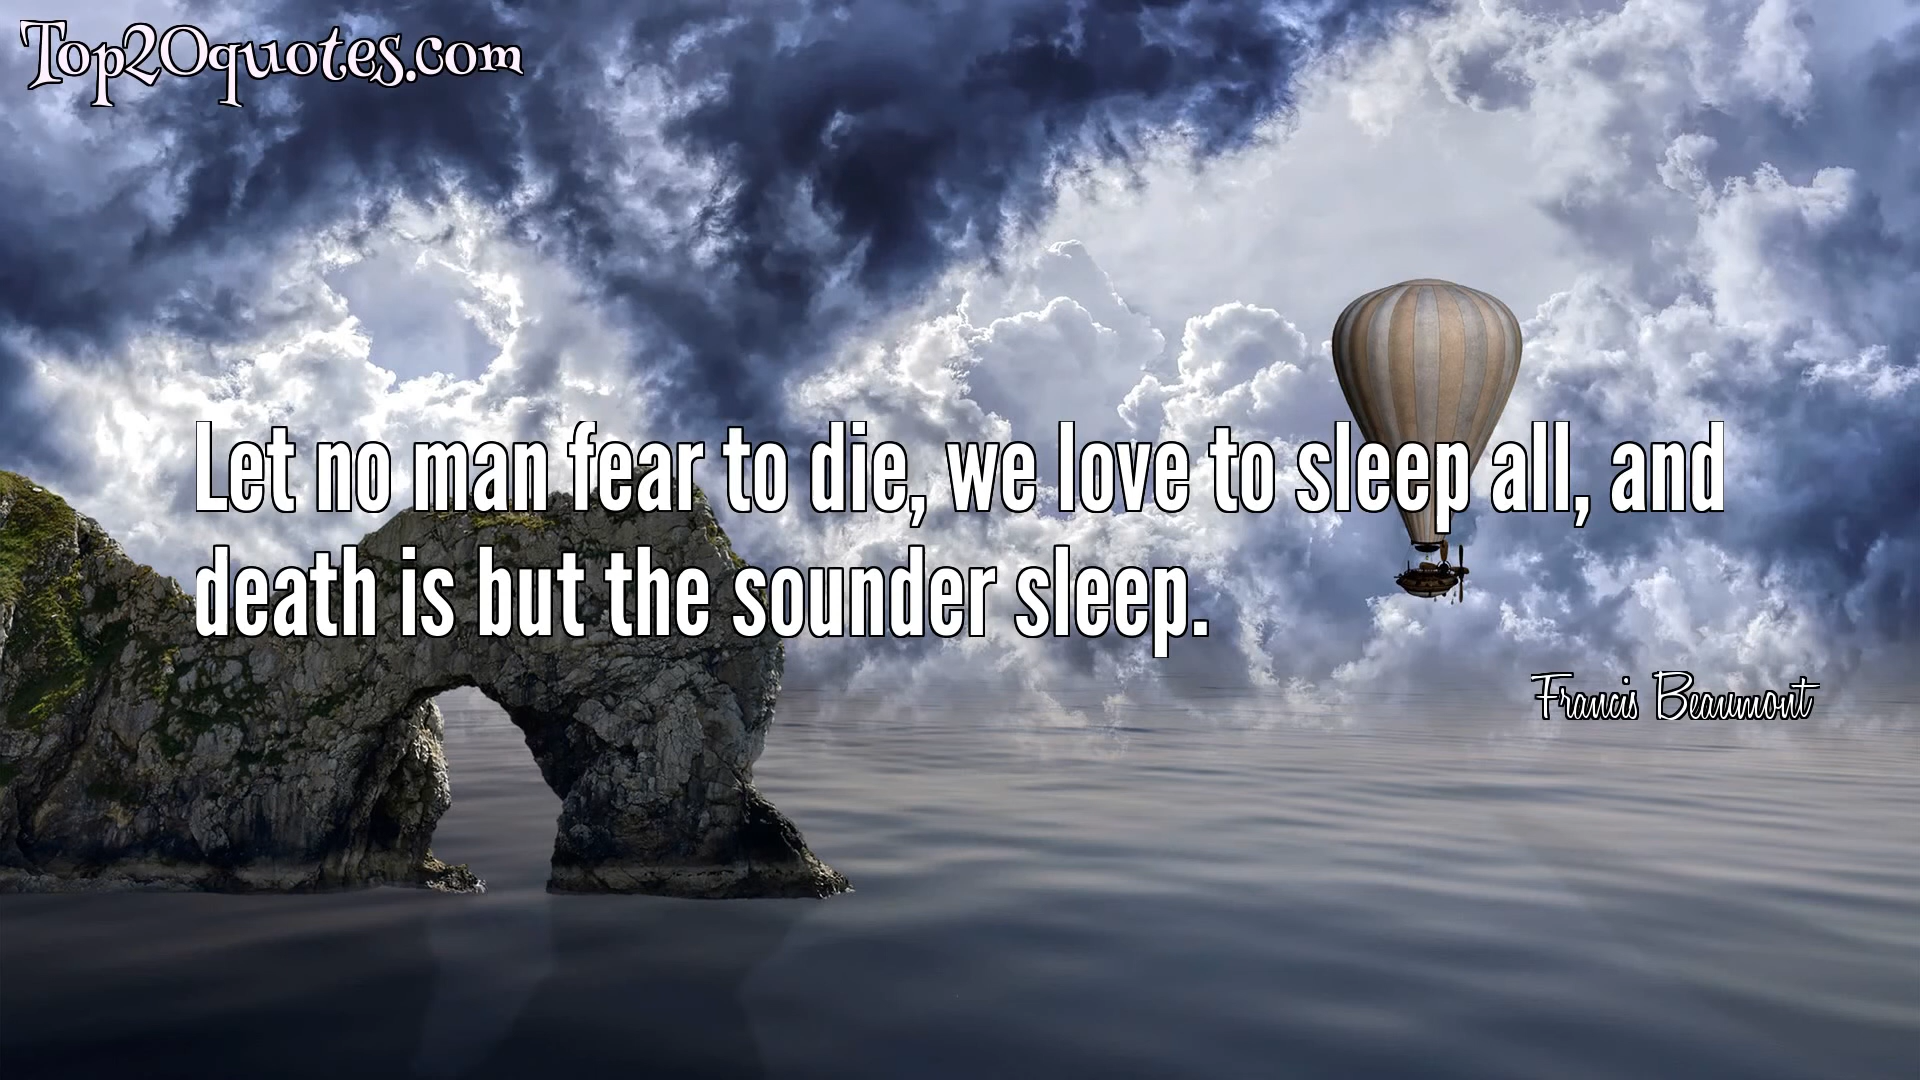 Top20quotes.com
Let no man fear to die, we love to sleep all, and
death is but the sounder sleep.
Francis Beaumont